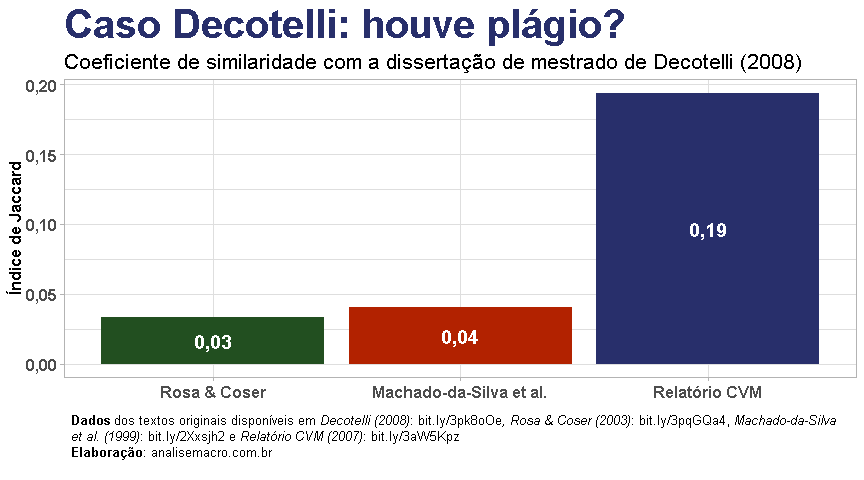 Caso Decotelli: houve plágio?
Coeficiente de similaridade com a dissertação de mestrado de Decotelli (2008)
Índice de Jaccard
0,20
0,15
0,10
0,05
0,00
0,03
0,04
0,19
Rosa & Coser
Machado-da-Silva et al.
Relatório CVM
Dados dos textos originais disponíveis em Decotelli (2008): bit.ly/3pk8oOe, Rosa & Coser (2003): bit.ly/3pqGQa4, Machado-da-Silva
et al. (1999): bit.ly/2Xxsjh2 e Relatório CVM (2007): bit.ly/3aW5Kpz
Elaboração: analisemacro.com.br